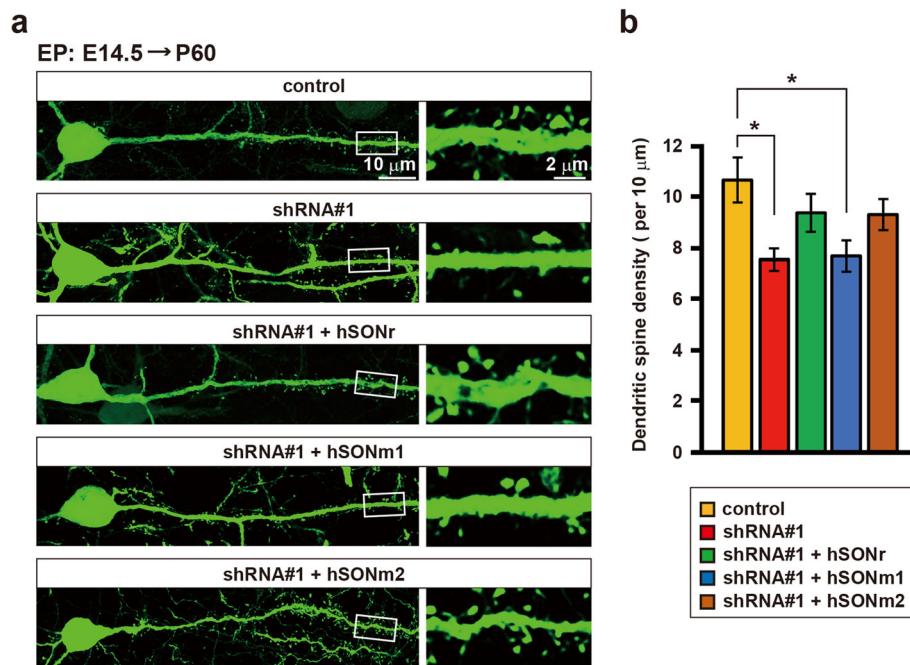 a
EP: E14.5 → P60
control
10 μm
2 μm
shRNA#1
shRNA#1 + hSONr
shRNA#1 + hSONm1
shRNA#1 + hSONm2
b
*
*
Dendritic spine density ( per 10 μm)
12
10
8
6
4
2
0
control
shRNA#1
shRNA#1 + hSONr
shRNA#1 + hSONm1
shRNA#1 + hSONm2